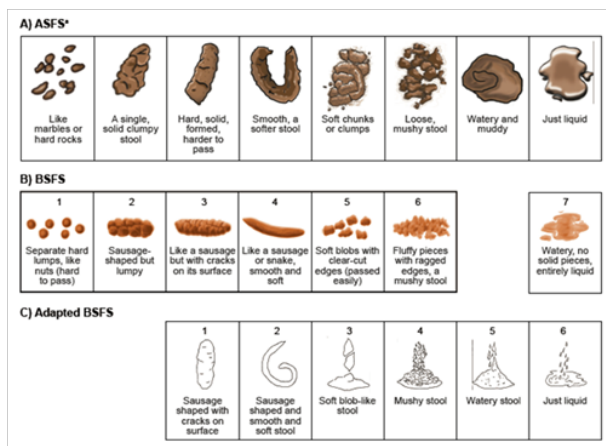 A) ASFSª
Like marbles or hard rocks
A single, solid clumpy stool
Hard, solid, formed, harder to pass
Smooth, a softer stool
Soft chunks or clumps
Loose, mushy stool
Watery and muddy
Just liquid
B) BSFS
1
2
3
4
5
6
7
Separate hard lumps, like nuts (hard to pass)
Sausage-shaped but lumpy
Like a sausage but with cracks on its surface
Like a sausage or snake, smooth and soft
Soft blobs with clear-cut edges (passed easily)
Fluffy pieces with ragged edges, a mushy stool
Watery, no solid pieces, entirely liquid
C) Adapted BSFS
1
2
3
4
5
6
Sausage shaped with cracks on surface
Sausage shaped and smooth and soft stool
Soft blob-like stool
Mushy stool
Watery stool
Just liquid